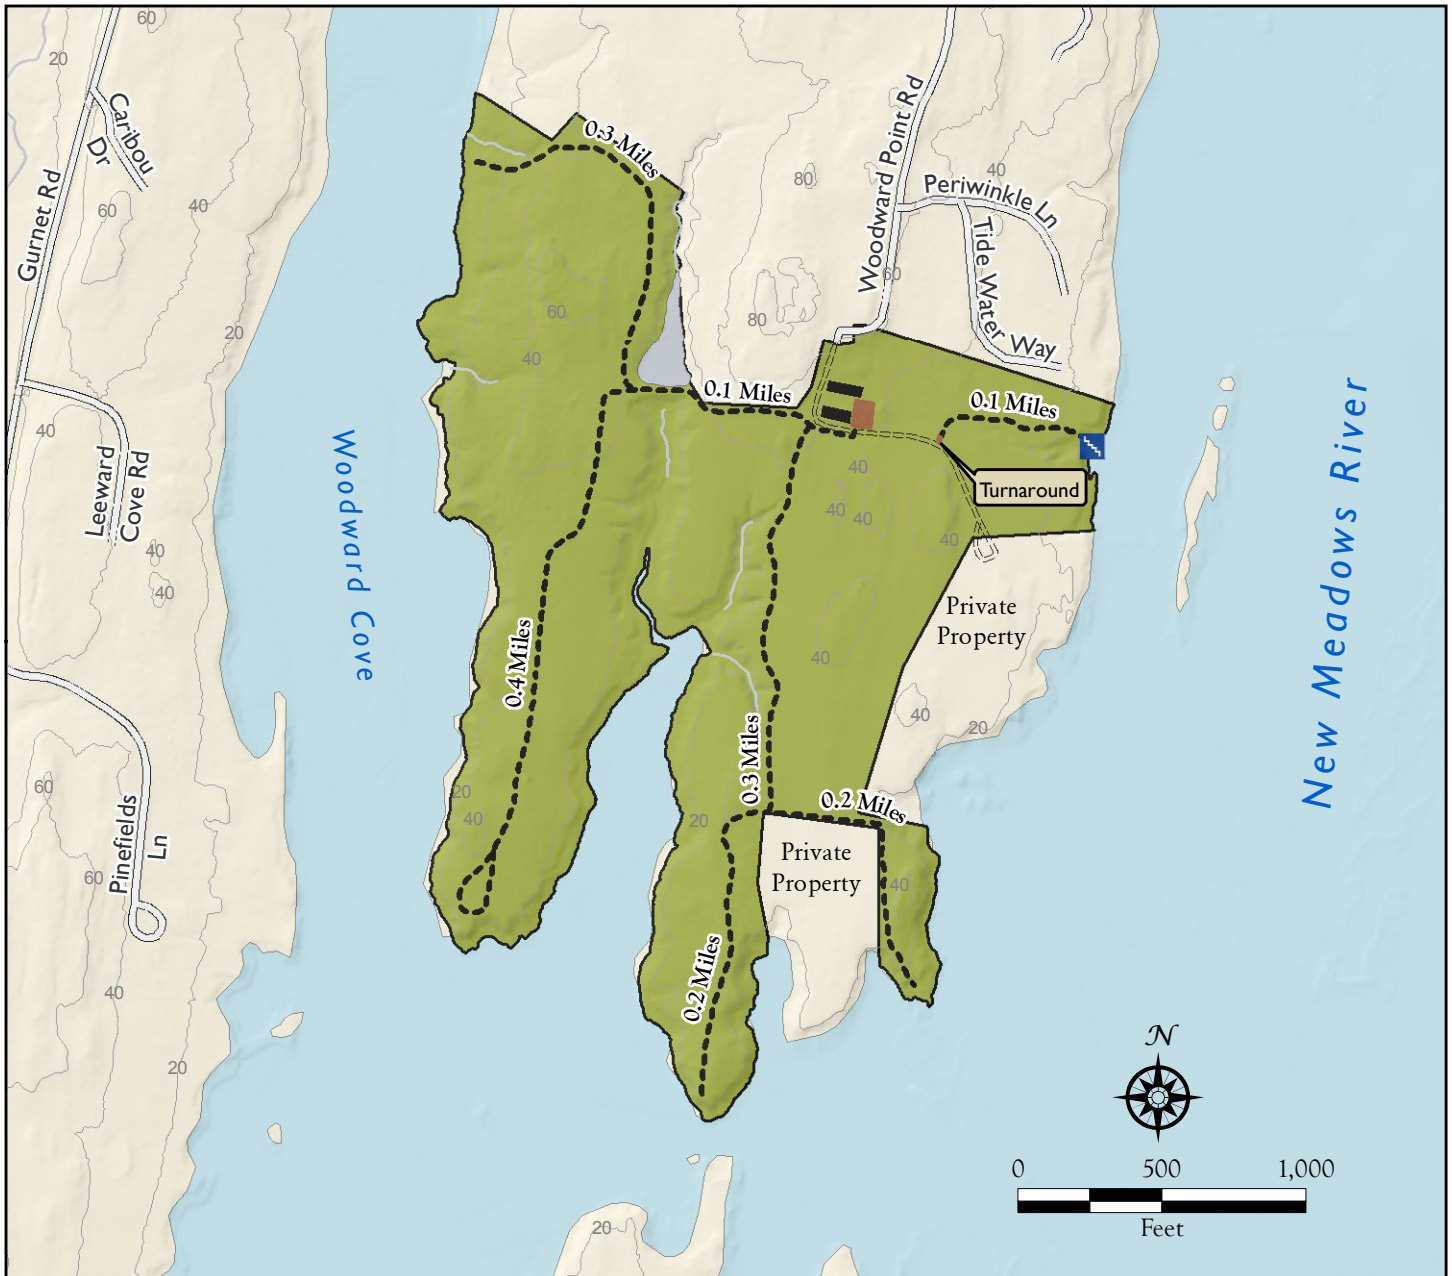 60
20
Caribou
Dr
0.3 Miles
Woodward Point Rd
80
40
Periwinkle Ln
Gurnet Rd
60
40
Tide Water Way
60
20
60
80
40
0.1 Miles
0.1 Miles
40
Leeward
Cove Rd
Woodward Cove
New Meadows River
40
Turnaround
40
40
40
40
40
Private
Property
0.4 Miles
40
40
20
0.3 Miles
60
20
40
20
0.2 Miles
Pinefields
Ln
Private
Property
60
40
0.2 Miles
40
N
20
0
500
1,000
Feet
20